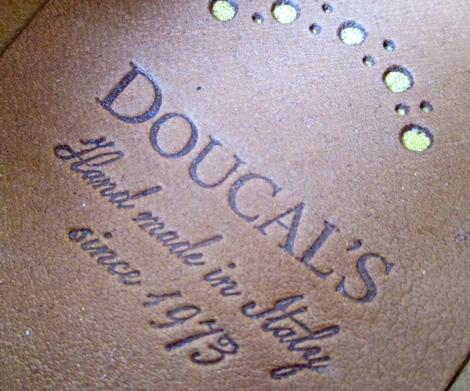 DOUCAL'S
Hand made in Italy
since 1973